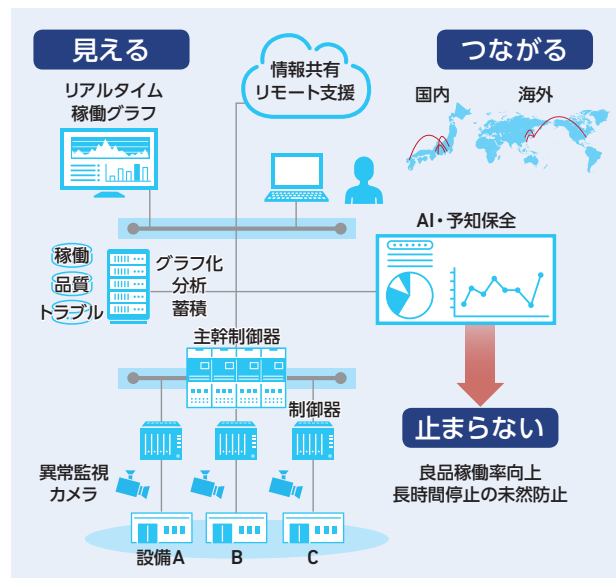 見える
つながる
リアルタイム
稼働グラフ
情報共有
リモート支援
国内
海外
AI・予知保全
稼働
品質
トラブル
グラフ化
分析
蓄積
主幹制御器
制御器
異常監視
カメラ
設備A
B
C
止まらない
良品稼働率向上
長時間停止の未然防止